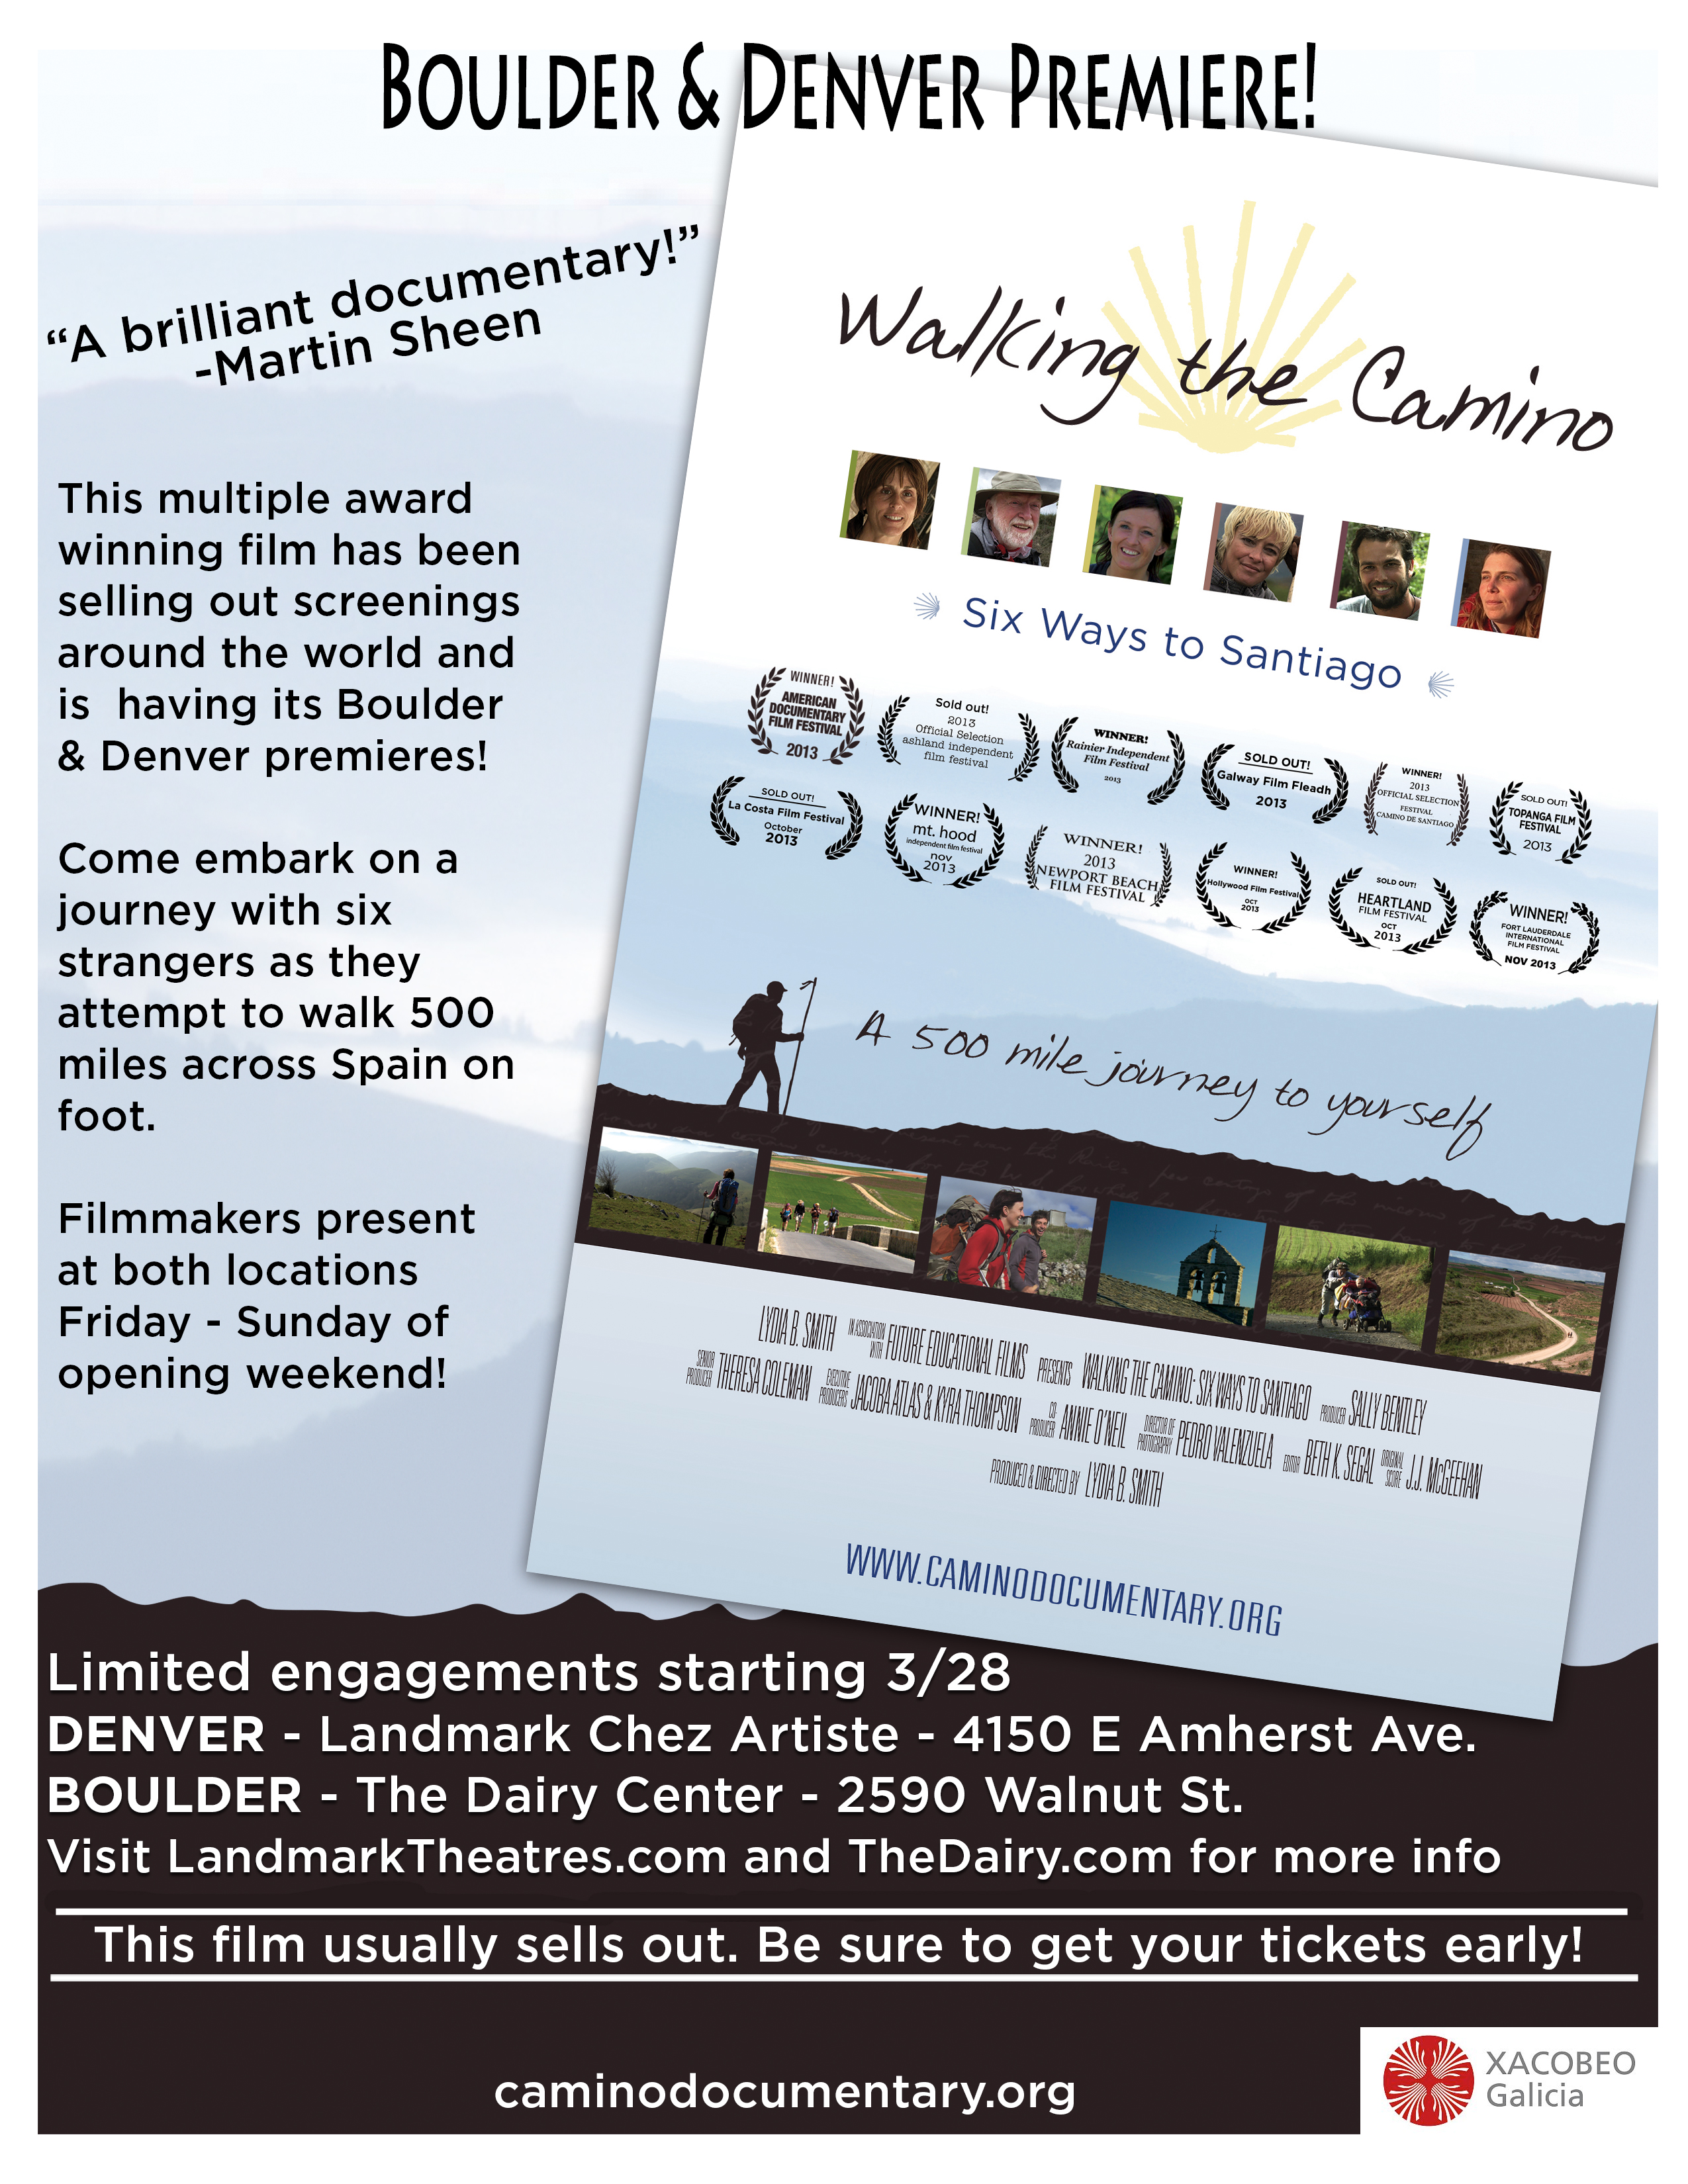 BOULDER & DENVER PREMIERE!
“A brilliant documentary!”
-Martin Sheen
This multiple award
winning film has been
selling out screenings
around the world and
is  having its Boulder
& Denver premieres!
Come embark on a
journey with six
strangers as they
attempt to walk 500
miles across Spain on
foot.
Filmmakers present
at both locations
Friday - Sunday of
opening weekend!
Walking the Camino
Six Ways to Santiago
WINNER!
AMERICAN
DOCUMENTARY
FILM FESTIVAL
2013
Sold out!
2013
Official Selection
ashland independent
film festival
WINNER!
Rainier Independent
Film Festival
2013
SOLD OUT!
Galway Film Fleadh
2013
WINNER!
2013
OFFICIAL SELECTION
FESTIVAL
CAMINO DE SANTIAGO
SOLD OUT!
TOPANGA FILM
FESTIVAL
2013
SOLD OUT!
La Costa Film Festival
October
2013
WINNER!
mt. hood
independent film festival
nov
2013
WINNER!
2013
NEWPORT BEACH
FILM FESTIVAL
WINNER!
Hollywood Film Festival
OCT
2013
SOLD OUT!
HEARTLAND
FILM FESTIVAL
OCT
2013
WINNER!
FORT LAUDERDALE
INTERNATIONAL
FILM FESTIVAL
NOV 2013
A 500 mile journey to yourself
LYDIA B. SMITH IN ASSOCIATION WITH FUTURE EDUCATIONAL FILMS PRESENTS WALKING THE CAMINO: SIX WAYS TO SANTIAGO PRODUCER SALLY BENTLEY
SENIOR PRODUCER THERESA COLEMAN EXECUTIVE PRODUCERS JACOBA ATLAS & KYRA THOMPSON CO-PRODUCER ANNIE O'NEIL DIRECTOR OF PHOTOGRAPHY PEDRO VALENZUELA EDITOR BETH K. SEGAL ORIGINAL SCORE J.J. McGEEHAN
PRODUCED & DIRECTED BY LYDIA B. SMITH
WWW.CAMINODOCUMENTARY.ORG
Limited engagements starting 3/28
DENVER - Landmark Chez Artiste - 4150 E Amherst Ave.
BOULDER - The Dairy Center - 2590 Walnut St.
Visit LandmarkTheatres.com and TheDairy.com for more info
This film usually sells out. Be sure to get your tickets early!
caminodocumentary.org
XACOBEO
Galicia